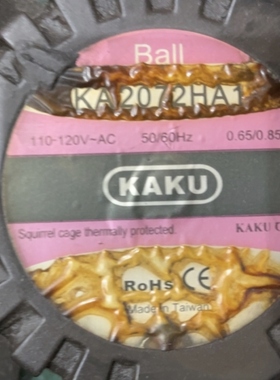 Ball
KA2072HA1
110-120V~AC 50/60Hz 0.65/0.85
KAKU
Squirrel cage thermally protected. KAKU
RoHS CE
Made in Taiwan